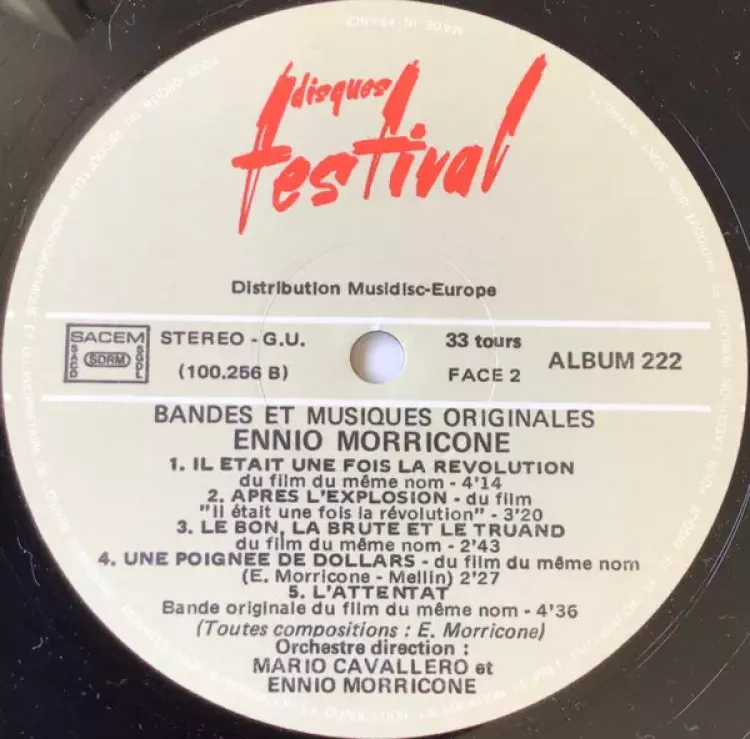 MADE IN FRANCE
disques
festival
Distribution Musidisc-Europe
SACEM
SACD SDRM SGDL
STEREO - G.U.
(100.256 B)
33 tours
FACE 2
ALBUM 222
BANDES ET MUSIQUES ORIGINALES
ENNIO MORRICONE
1. IL ETAIT UNE FOIS LA REVOLUTION
du film du même nom - 4'14
2. APRES L'EXPLOSION - du film
"il était une fois la révolution" - 3'20
3. LE BON, LA BRUTE ET LE TRUAND
du film du même nom - 2'43
4. UNE POIGNEE DE DOLLARS - du film du même nom
(E. Morricone - Mellin) 2'27
5. L'ATTENTAT
Bande originale du film du même nom - 4'36
(Toutes compositions : E. Morricone)
Orchestre direction :
MARIO CAVALLERO et
ENNIO MORRICONE